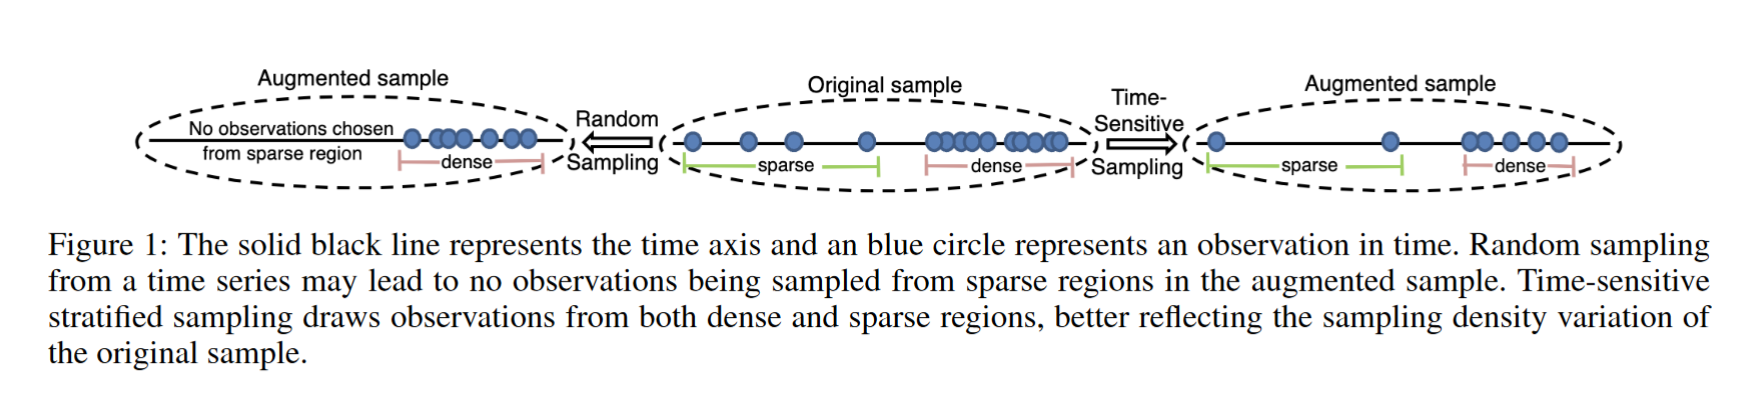 Augmented sample
No observations chosen
from sparse region
dense
Random
Sampling
Original sample
sparse
dense
Time-
Sensitive
Sampling
Augmented sample
sparse
dense
Figure 1: The solid black line represents the time axis and an blue circle represents an observation in time. Random sampling
from a time series may lead to no observations being sampled from sparse regions in the augmented sample. Time-sensitive
stratified sampling draws observations from both dense and sparse regions, better reflecting the sampling density variation of
the original sample.